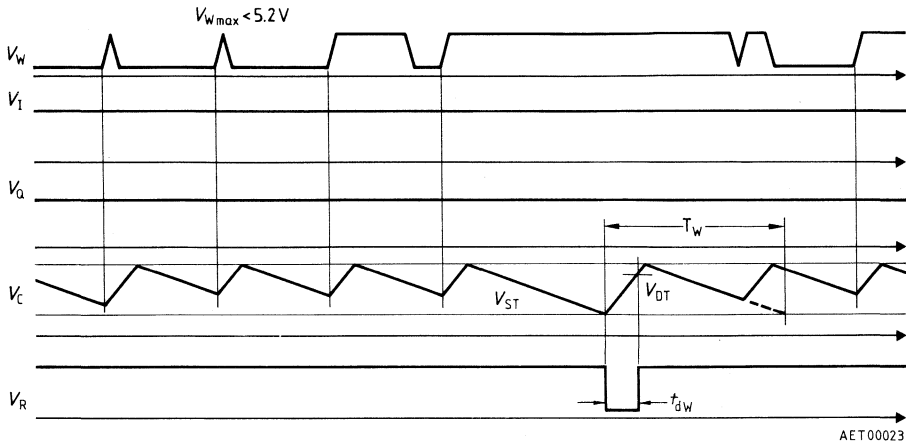 V_Wmax < 5.2 V
V_W
V_I
V_Q
T_W
V_C
V_ST
V_DT
V_R
t_dW
AET00023